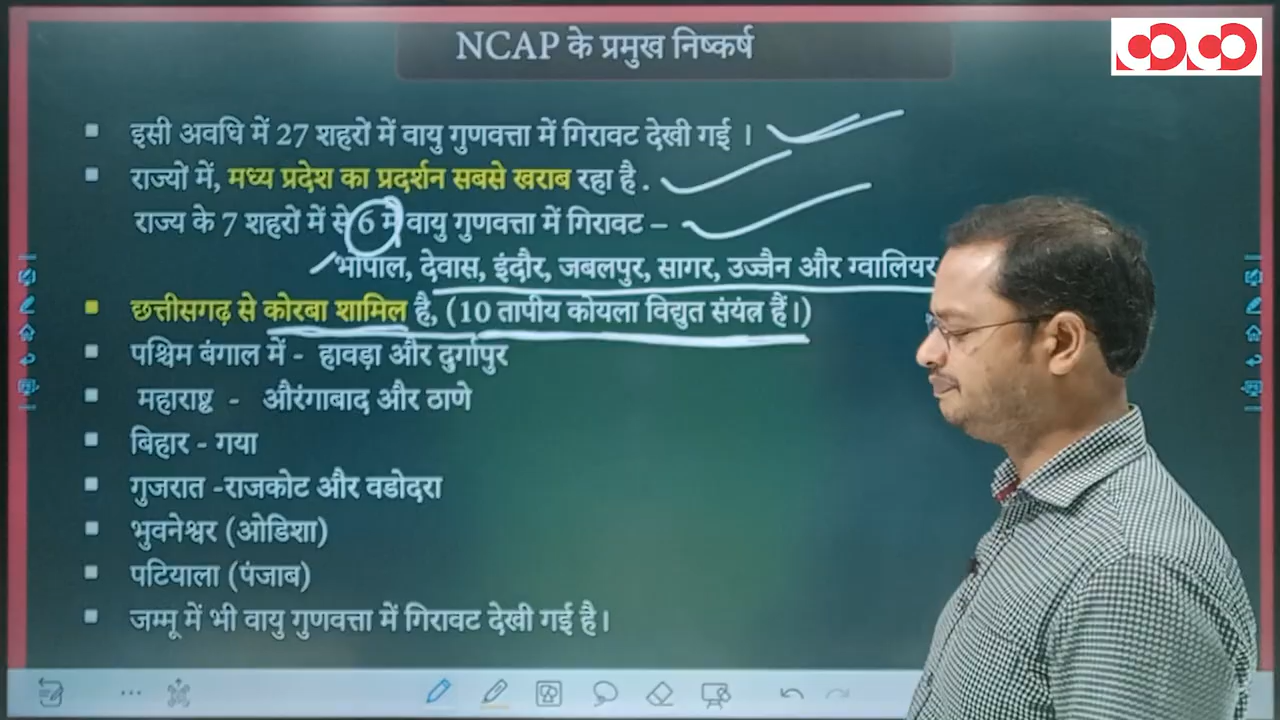 NCAP के प्रमुख निष्कर्ष
इसी अवधि में 27 शहरों में वायु गुणवत्ता में गिरावट देखी गई ।
राज्यों में, मध्य प्रदेश का प्रदर्शन सबसे खराब रहा है .
राज्य के 7 शहरों में से 6 में वायु गुणवत्ता में गिरावट –
भोपाल, देवास, इंदौर, जबलपुर, सागर, उज्जैन और ग्वालियर
छत्तीसगढ़ से कोरबा शामिल है, (10 तापीय कोयला विद्युत संयंत्र हैं।)
पश्चिम बंगाल में - हावड़ा और दुर्गापुर
महाराष्ट्र - औरंगाबाद और ठाणे
बिहार - गया
गुजरात -राजकोट और वडोदरा
भुवनेश्वर (ओडिशा)
पटियाला (पंजाब)
जम्मू में भी वायु गुणवत्ता में गिरावट देखी गई है।